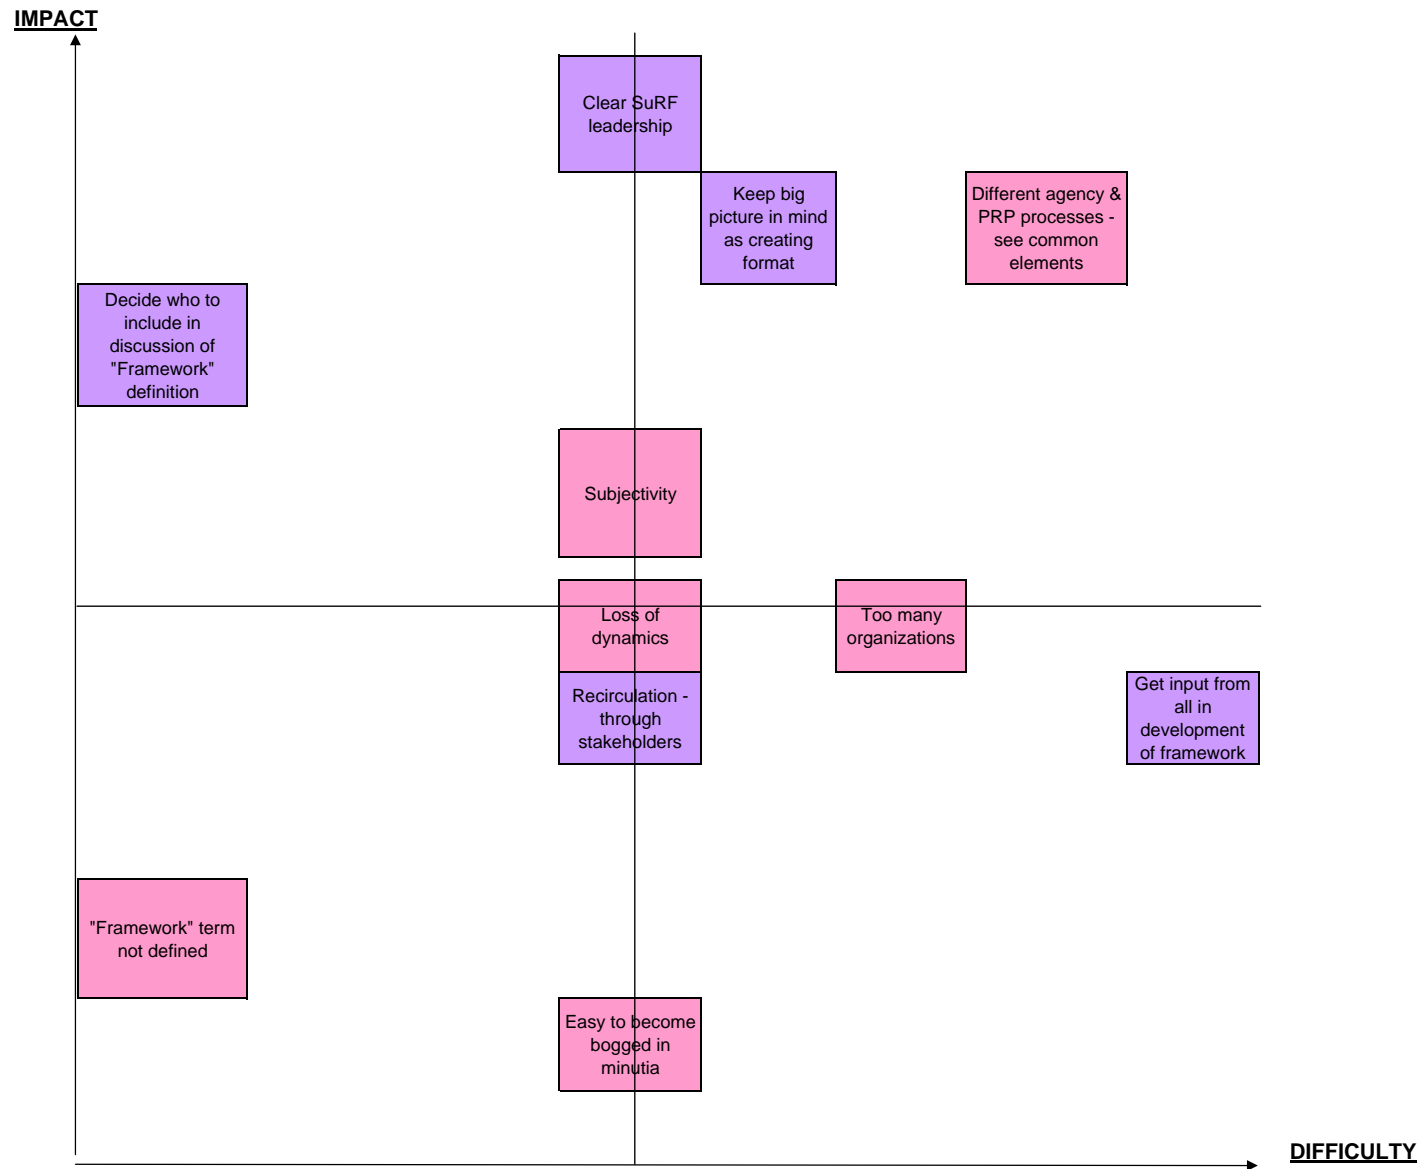 IMPACT
Clear SuRF
leadership
Keep big
picture in mind
as creating
format
Different agency &
PRP processes -
see common
elements
Decide who to
include in
discussion of
"Framework"
definition
Subjectivity
Loss of
dynamics
Too many
organizations
Recirculation -
through
stakeholders
Get input from
all in
development
of framework
"Framework" term
not defined
Easy to become
bogged in
minutia
DIFFICULTY